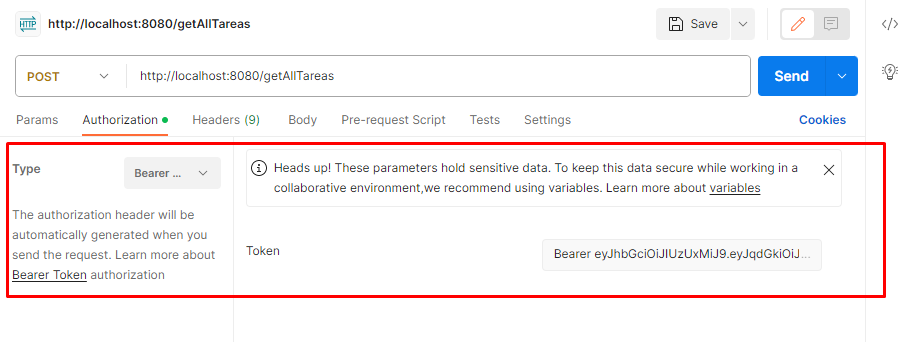 HTTP http://localhost:8080/getAllTareas Save
POST http://localhost:8080/getAllTareas Send
Params Authorization Headers (9) Body Pre-request Script Tests Settings Cookies
Type Bearer ...
Heads up! These parameters hold sensitive data. To keep this data secure while working in a
collaborative environment,we recommend using variables. Learn more about variables
The authorization header will be
automatically generated when you
send the request. Learn more about
Bearer Token authorization
Token Bearer eyJhbGciOiJIUzUxMiJ9.eyJqdGkiOiJ...